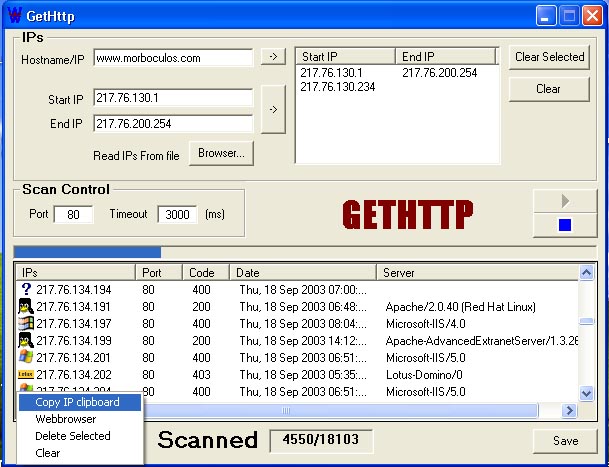 GetHttp
IPs
Hostname/IP www.morboculos.com ->
Start IP 217.76.130.1
End IP 217.76.200.254
->
Read IPs From file Browser...
Start IP End IP
217.76.130.1 217.76.200.254
217.76.130.234
Clear Selected
Clear
Scan Control
Port 80 Timeout 3000 (ms)
GETHTTP
IPs Port Code Date Server
? 217.76.134.194 80 400 Thu, 18 Sep 2003 07:00:...
217.76.134.191 80 200 Thu, 18 Sep 2003 06:48:... Apache/2.0.40 (Red Hat Linux)
217.76.134.197 80 400 Thu, 18 Sep 2003 08:04:... Microsoft-IIS/4.0
217.76.134.199 80 200 Thu, 18 Sep 2003 14:12:... Apache-AdvancedExtranetServer/1.3.26
217.76.134.201 80 200 Thu, 18 Sep 2003 06:51:... Microsoft-IIS/5.0
Lotus 217.76.134.202 80 403 Thu, 18 Sep 2003 05:35:... Lotus-Domino/0
217.76.134.204 80 400 Thu, 18 Sep 2003 06:51:... Microsoft-IIS/5.0
Copy IP clipboard
Webbrowser
Delete Selected
Clear
Scanned 4550/18103
Save